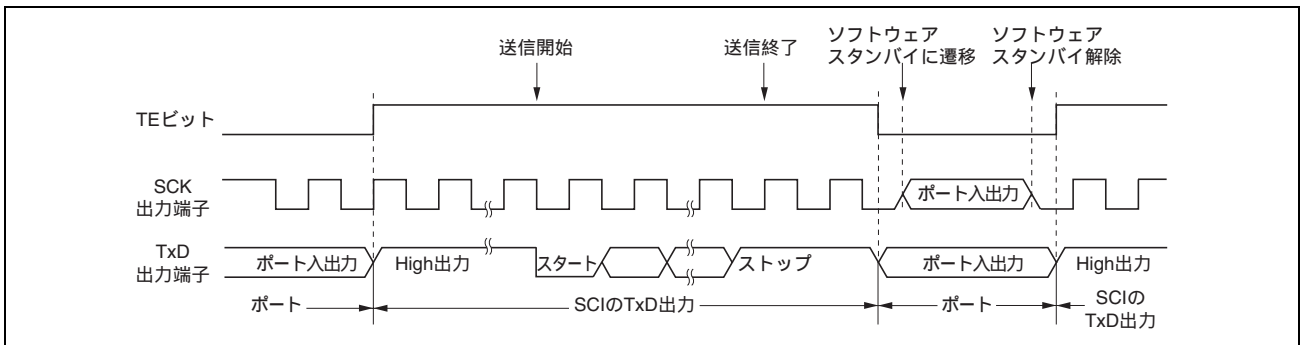 送信開始
送信終了
ソフトウェア
スタンバイに遷移
ソフトウェア
スタンバイ解除
TEビット
SCK
出力端子
ポート入出力
TxD
出力端子
ポート入出力
High出力
スタート
ストップ
ポート入出力
High出力
ポート
SCIのTxD出力
ポート
SCIの
TxD出力